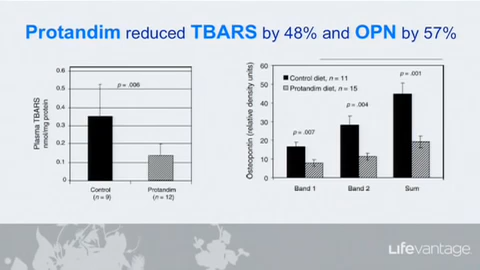 Protandim reduced TBARS by 48% and OPN by 57%
Plasma TBARS
nmol/mg protein
0.6
0.5
0.4
0.3
0.2
0.1
0
p = .006
Control
(n = 9)
Protandim
(n = 12)
Osteopontin (relative density units)
60
50
40
30
20
10
0
Control diet, n = 11
Protandim diet, n = 15
p = .007
p = .004
p = .001
Band 1
Band 2
Sum
Lifevantage